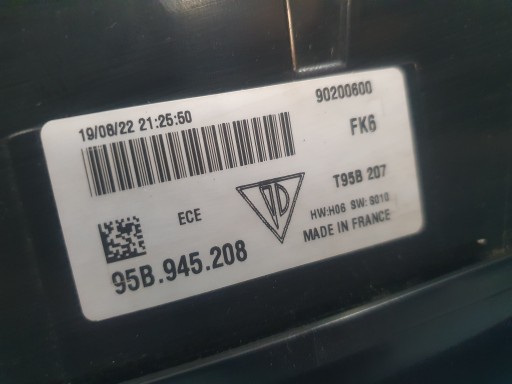 19/06/22 21:25:50
90200600
FK6
T95B 207
ECE
HW:H06 SW:S010
MADE IN FRANCE
95B.945.208